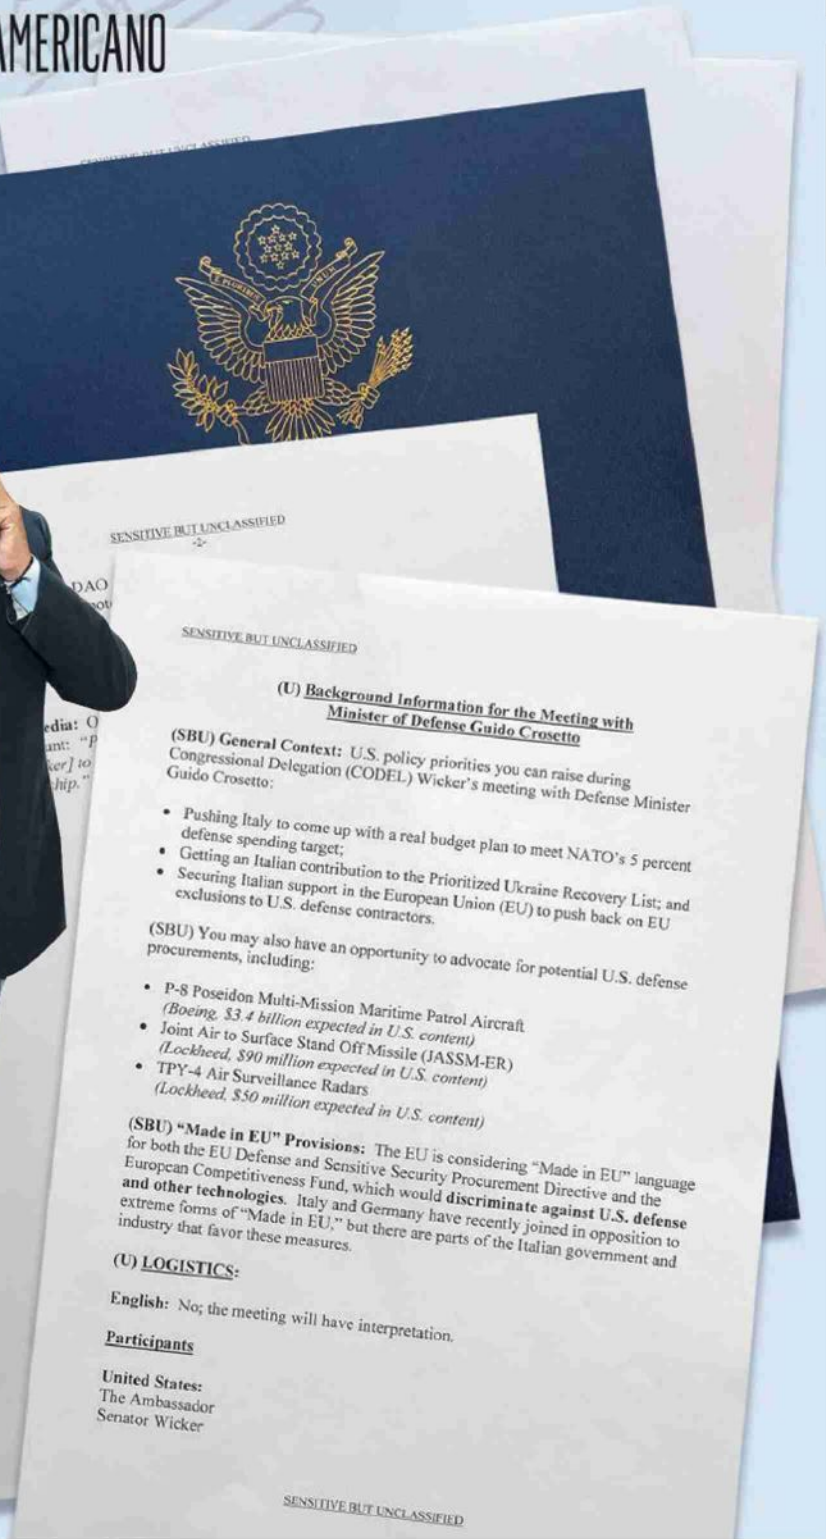 AMERICANO
SENSITIVE BUT UNCLASSIFIED
E PLURIBUS UNUM
SENSITIVE BUT UNCLASSIFIED
-2-
DAO
edia: O
ant: "P
ker] to
hip."
SENSITIVE BUT UNCLASSIFIED
(U) Background Information for the Meeting with
Minister of Defense Guido Crosetto
(SBU) General Context: U.S. policy priorities you can raise during
Congressional Delegation (CODEL) Wicker's meeting with Defense Minister
Guido Crosetto:
• Pushing Italy to come up with a real budget plan to meet NATO's 5 percent
defense spending target;
• Getting an Italian contribution to the Prioritized Ukraine Recovery List; and
• Securing Italian support in the European Union (EU) to push back on EU
exclusions to U.S. defense contractors.
(SBU) You may also have an opportunity to advocate for potential U.S. defense
procurements, including:
• P-8 Poseidon Multi-Mission Maritime Patrol Aircraft
(Boeing, $3.4 billion expected in U.S. content)
• Joint Air to Surface Stand Off Missile (JASSM-ER)
(Lockheed, $90 million expected in U.S. content)
• TPY-4 Air Surveillance Radars
(Lockheed, $50 million expected in U.S. content)
(SBU) "Made in EU" Provisions: The EU is considering "Made in EU" language
for both the EU Defense and Sensitive Security Procurement Directive and the
European Competitiveness Fund, which would discriminate against U.S. defense
and other technologies. Italy and Germany have recently joined in opposition to
extreme forms of "Made in EU," but there are parts of the Italian government and
industry that favor these measures.
(U) LOGISTICS:
English: No; the meeting will have interpretation.
Participants
United States:
The Ambassador
Senator Wicker
SENSITIVE BUT UNCLASSIFIED